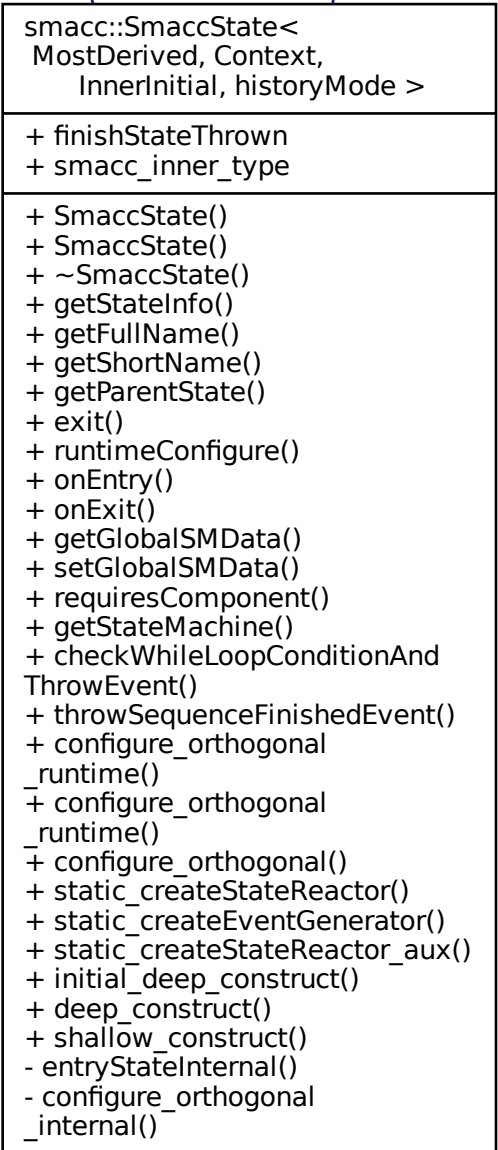 smacc::SmaccState<
MostDerived, Context,
InnerInitial, historyMode >
+ finishStateThrown
+ smacc_inner_type
+ SmaccState()
+ SmaccState()
+ ~SmaccState()
+ getStateInfo()
+ getFullName()
+ getShortName()
+ getParentState()
+ exit()
+ runtimeConfigure()
+ onEntry()
+ onExit()
+ getGlobalSMData()
+ setGlobalSMData()
+ requiresComponent()
+ getStateMachine()
+ checkWhileLoopConditionAnd
ThrowEvent()
+ throwSequenceFinishedEvent()
+ configure_orthogonal
_runtime()
+ configure_orthogonal
_runtime()
+ configure_orthogonal()
+ static_createStateReactor()
+ static_createEventGenerator()
+ static_createStateReactor_aux()
+ initial_deep_construct()
+ deep_construct()
+ shallow_construct()
- entryStateInternal()
- configure_orthogonal
_internal()